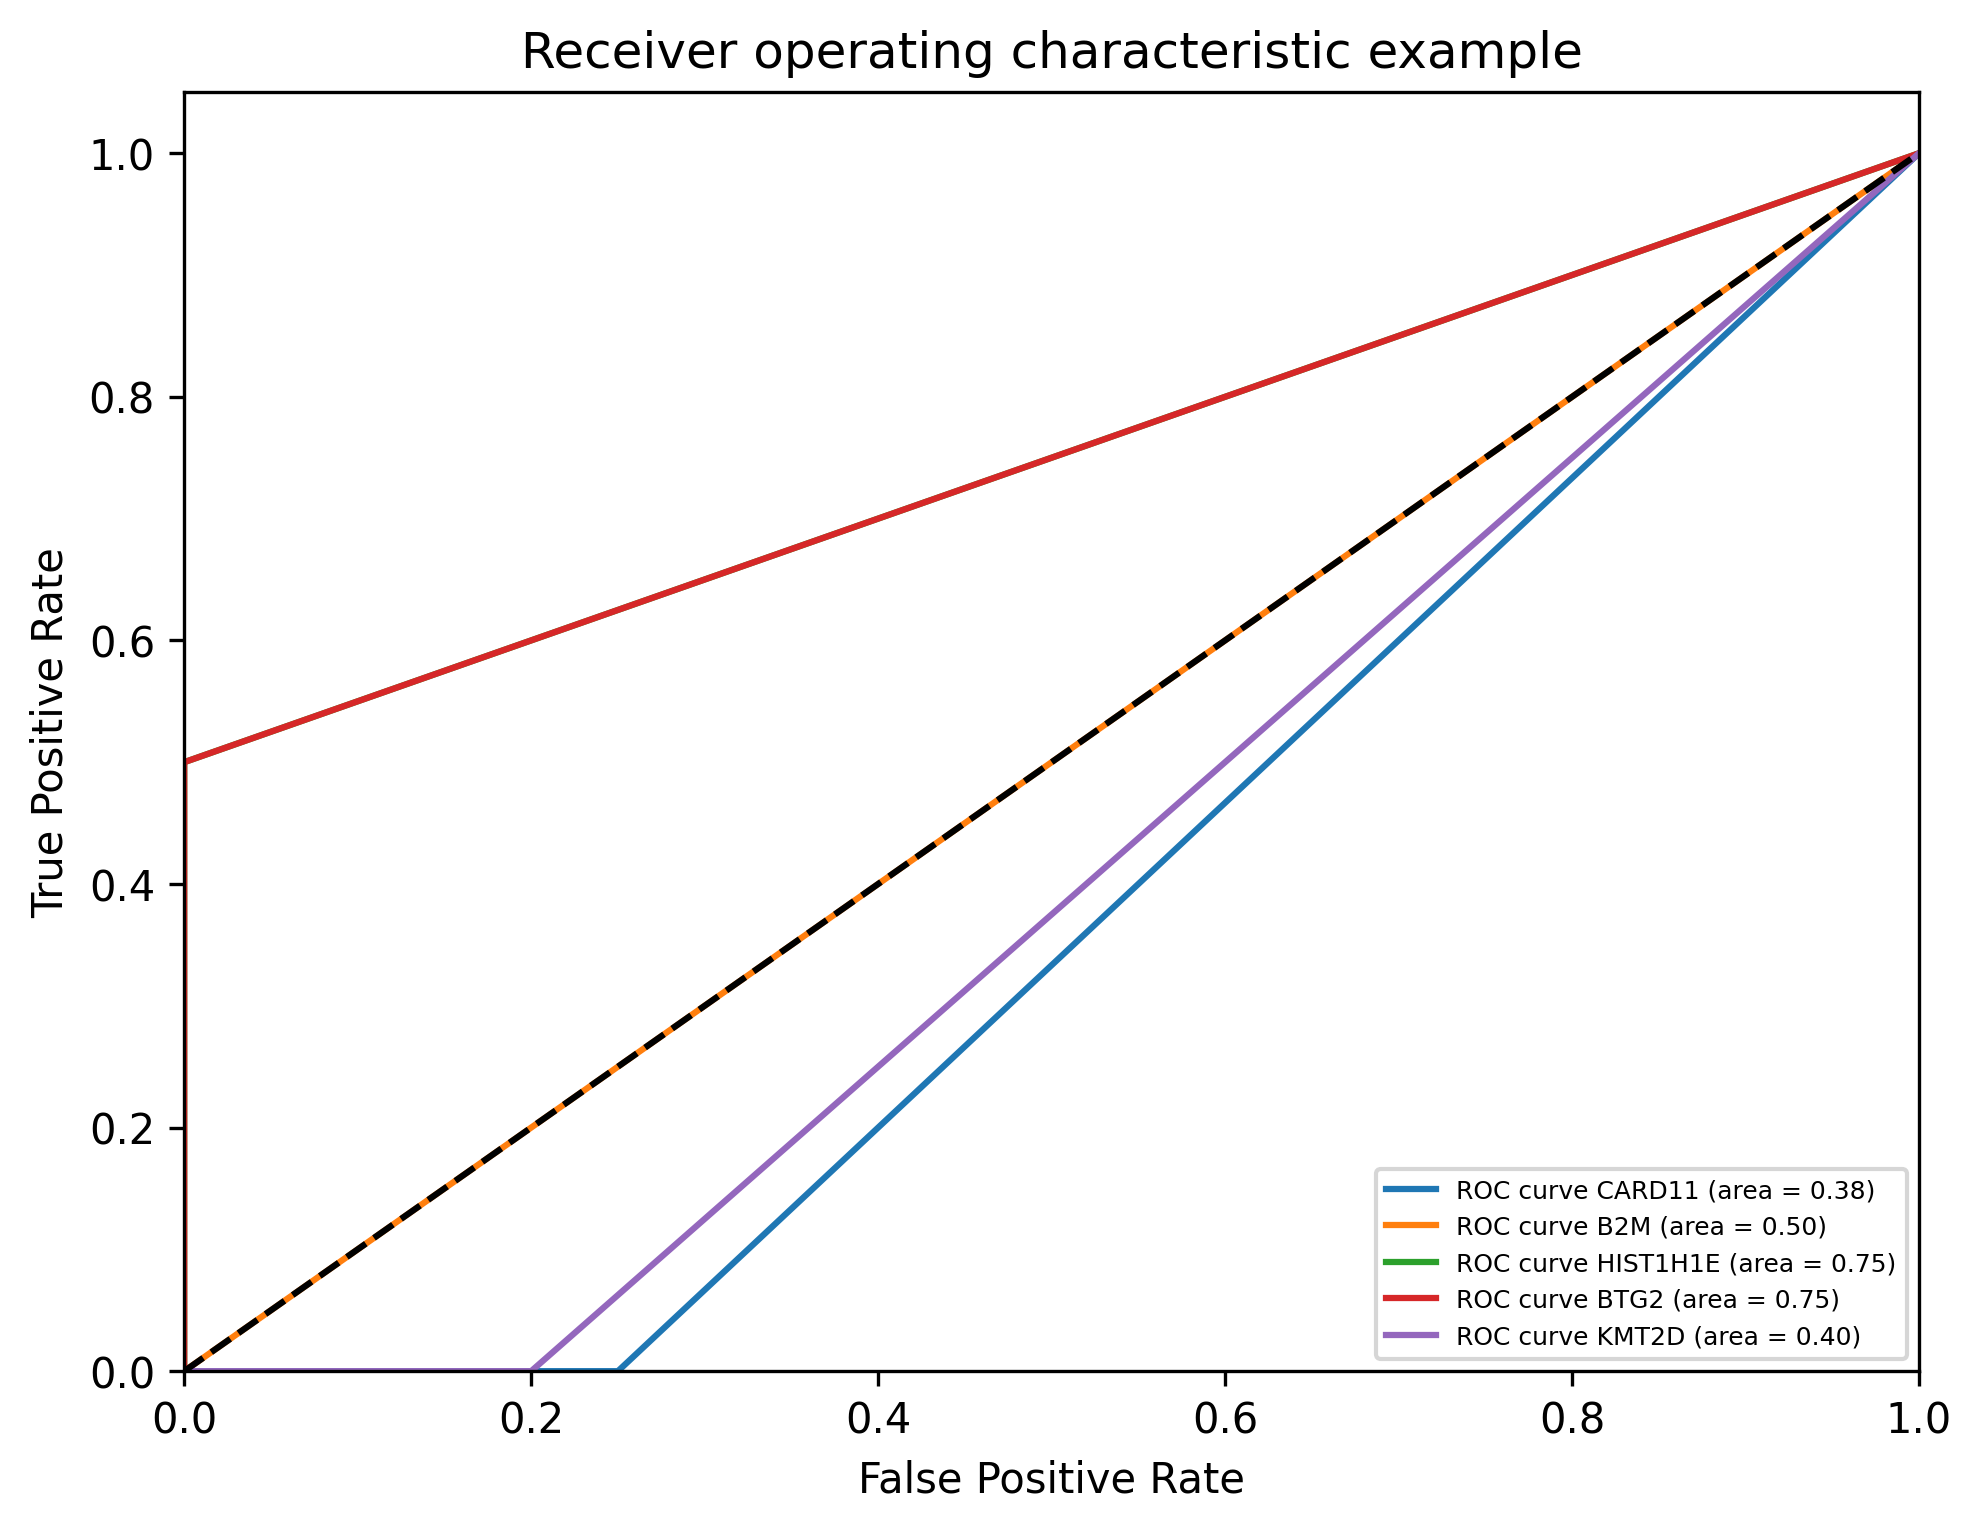 Receiver operating characteristic example
True Positive Rate
1.0
0.8
0.6
0.4
0.2
0.0
0.0 0.2 0.4 0.6 0.8 1.0
False Positive Rate
ROC curve CARD11 (area = 0.38)
ROC curve B2M (area = 0.50)
ROC curve HIST1H1E (area = 0.75)
ROC curve BTG2 (area = 0.75)
ROC curve KMT2D (area = 0.40)